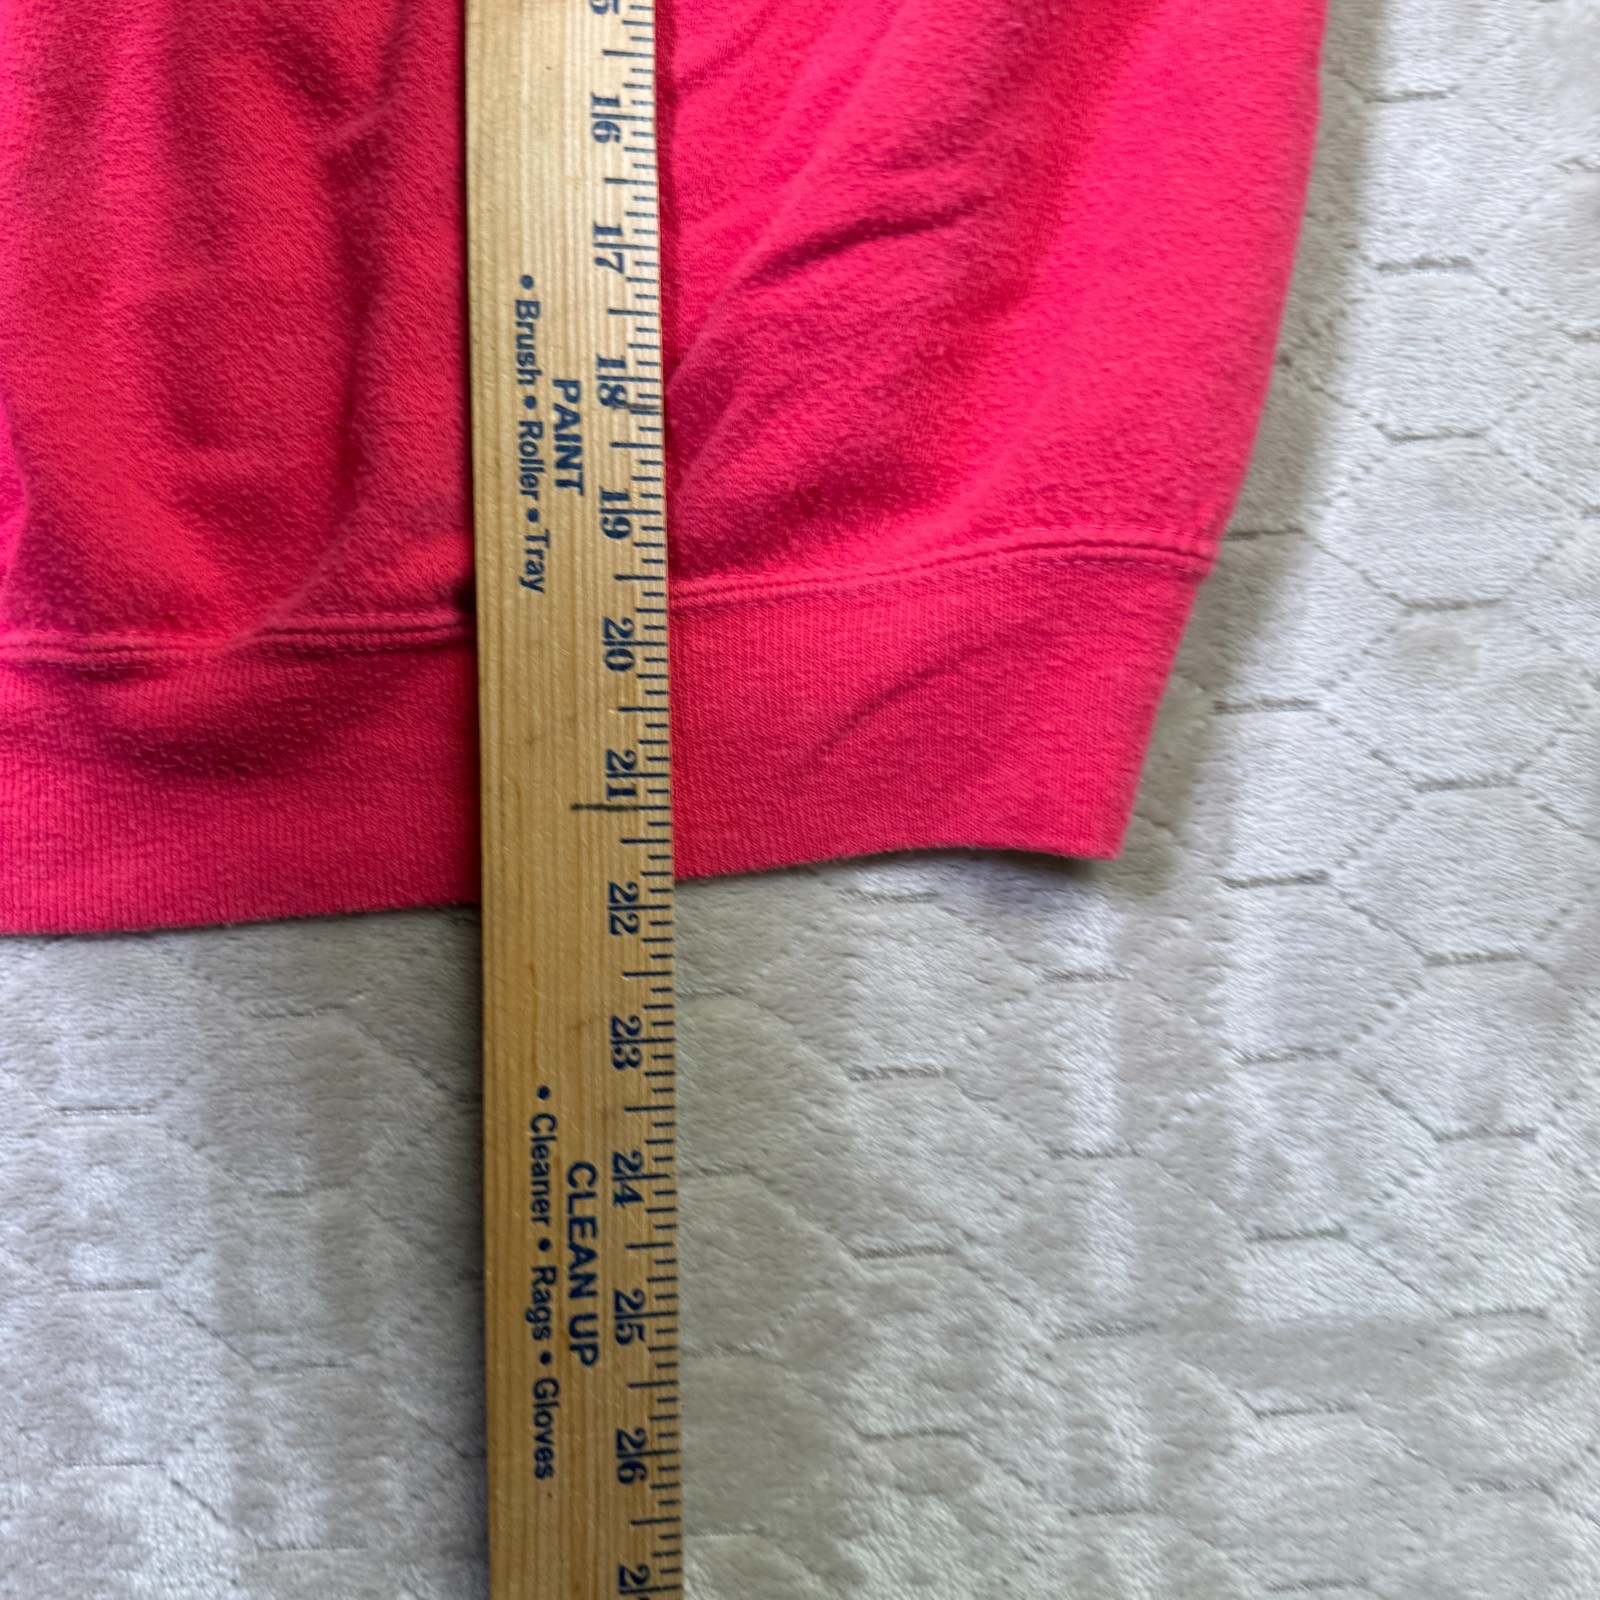 16
17
18
19
20
21
22
23
24
25
26
PAINT
• Brush • Roller • Tray
CLEAN UP
• Cleaner • Rags • Gloves